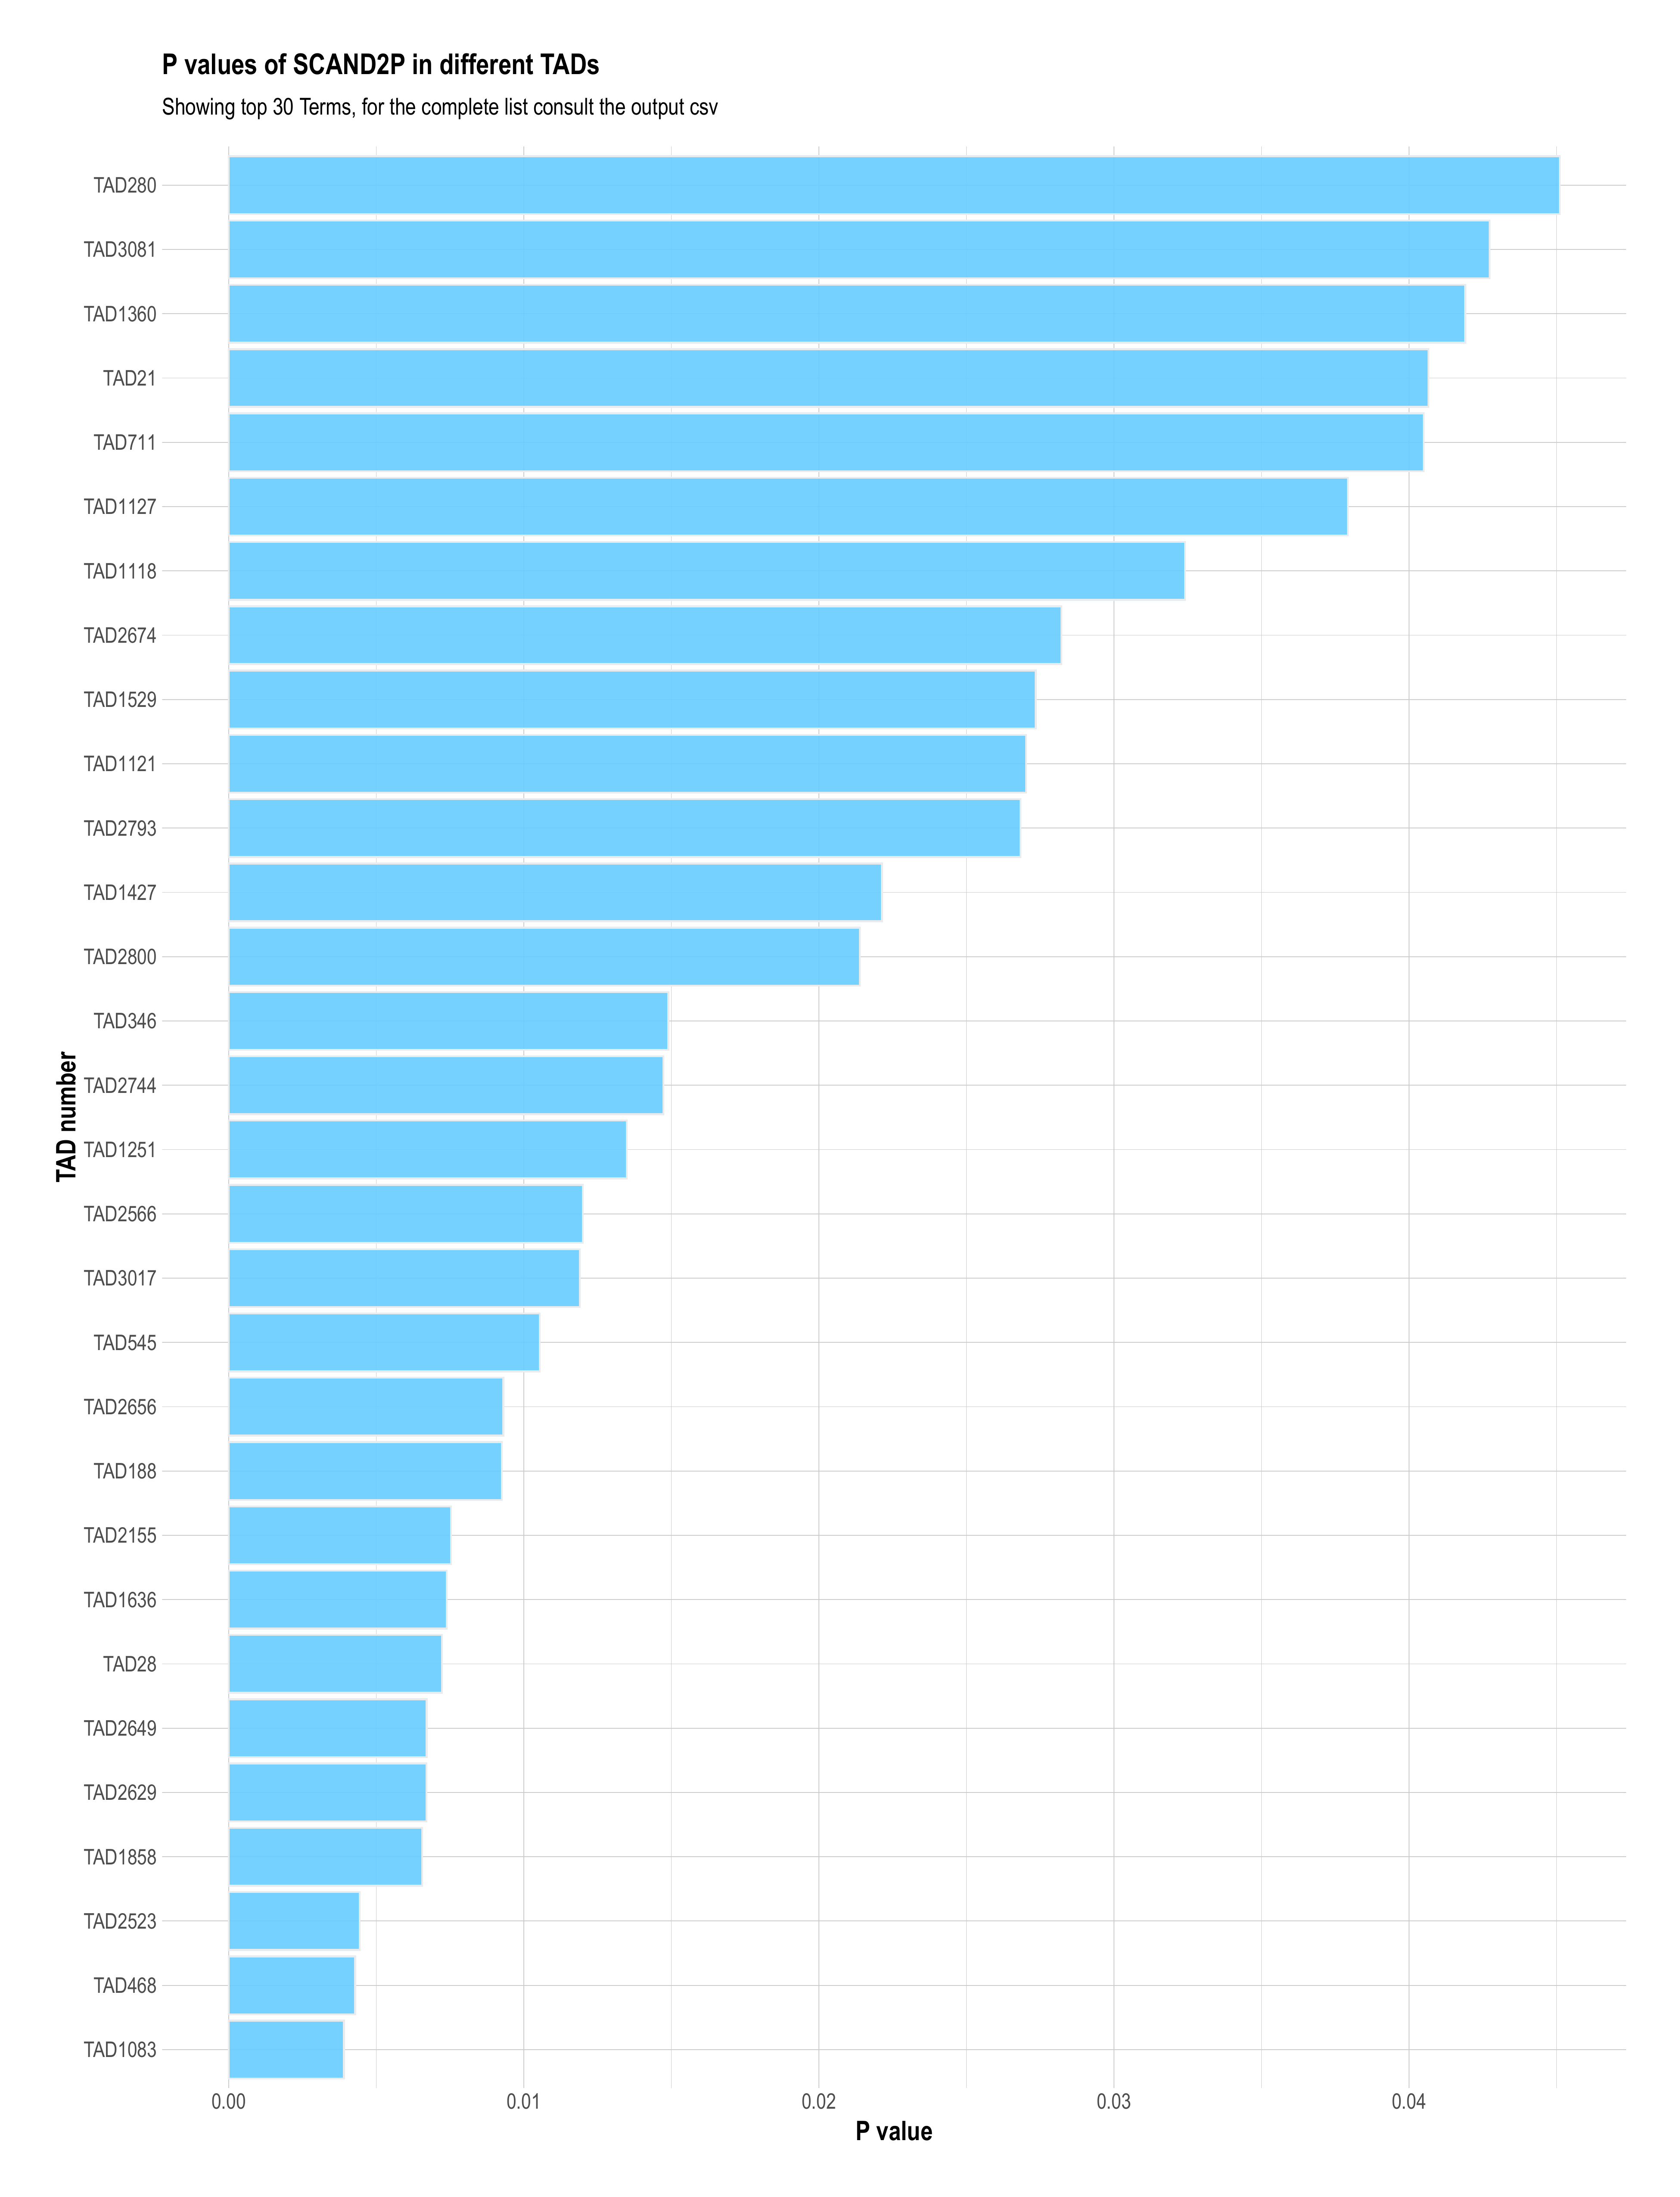 P values of SCAND2P in different TADs
Showing top 30 Terms, for the complete list consult the output csv
TAD280
TAD3081
TAD1360
TAD21
TAD711
TAD1127
TAD1118
TAD2674
TAD1529
TAD1121
TAD2793
TAD1427
TAD2800
TAD346
TAD2744
TAD1251
TAD2566
TAD3017
TAD545
TAD2656
TAD188
TAD2155
TAD1636
TAD28
TAD2649
TAD2629
TAD1858
TAD2523
TAD468
TAD1083
TAD number
0.00 0.01 0.02 0.03 0.04
P value